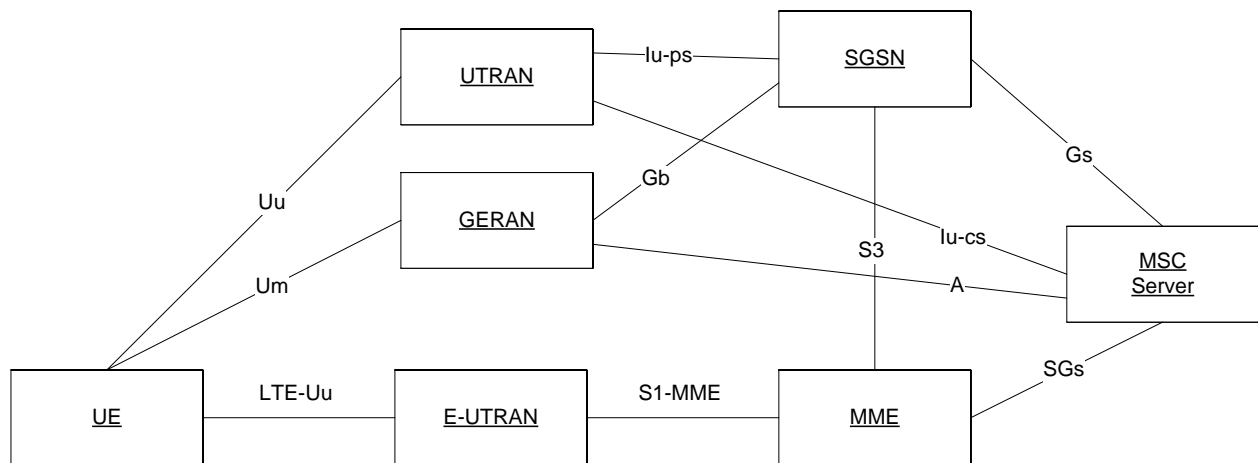 UTRAN
Iu-ps
SGSN
Uu
Gb
Gs
GERAN
Um
Iu-cs
S3
A
MSC
Server
UE
LTE-Uu
E-UTRAN
S1-MME
MME
SGs